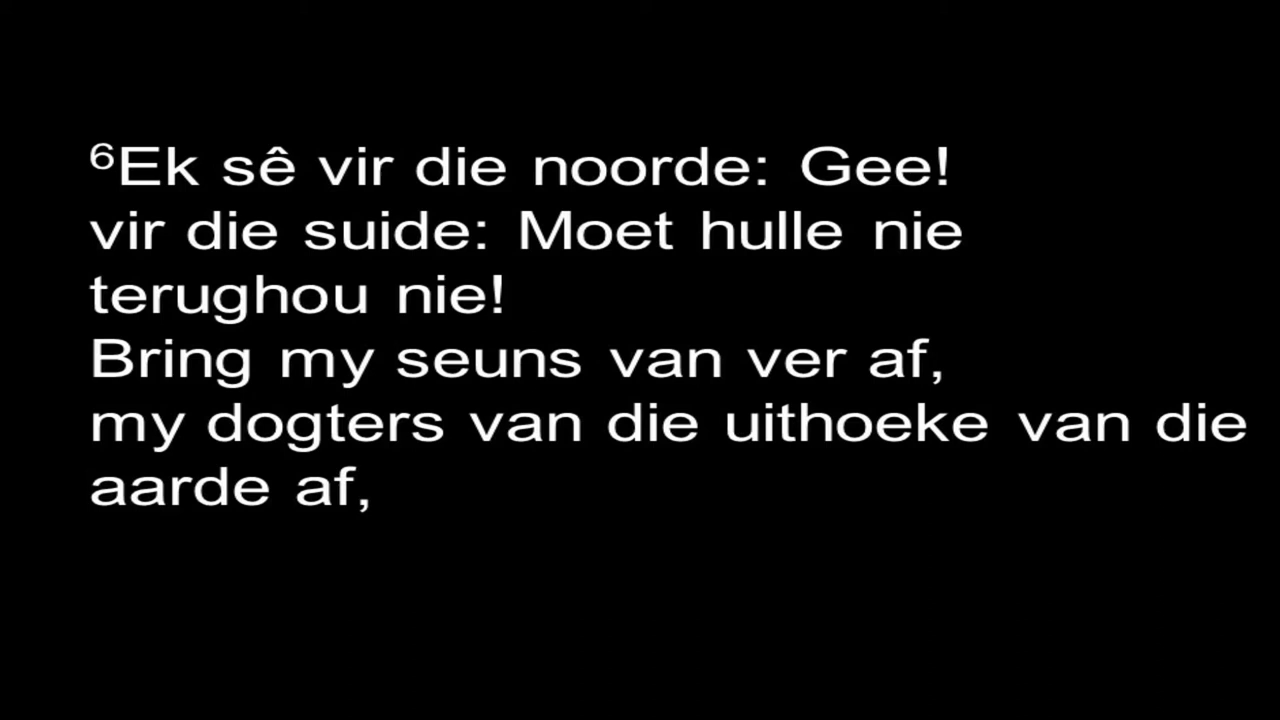 ⁶Ek sê vir die noorde: Gee!
vir die suide: Moet hulle nie
terughou nie!
Bring my seuns van ver af,
my dogters van die uithoeke van die
aarde af,